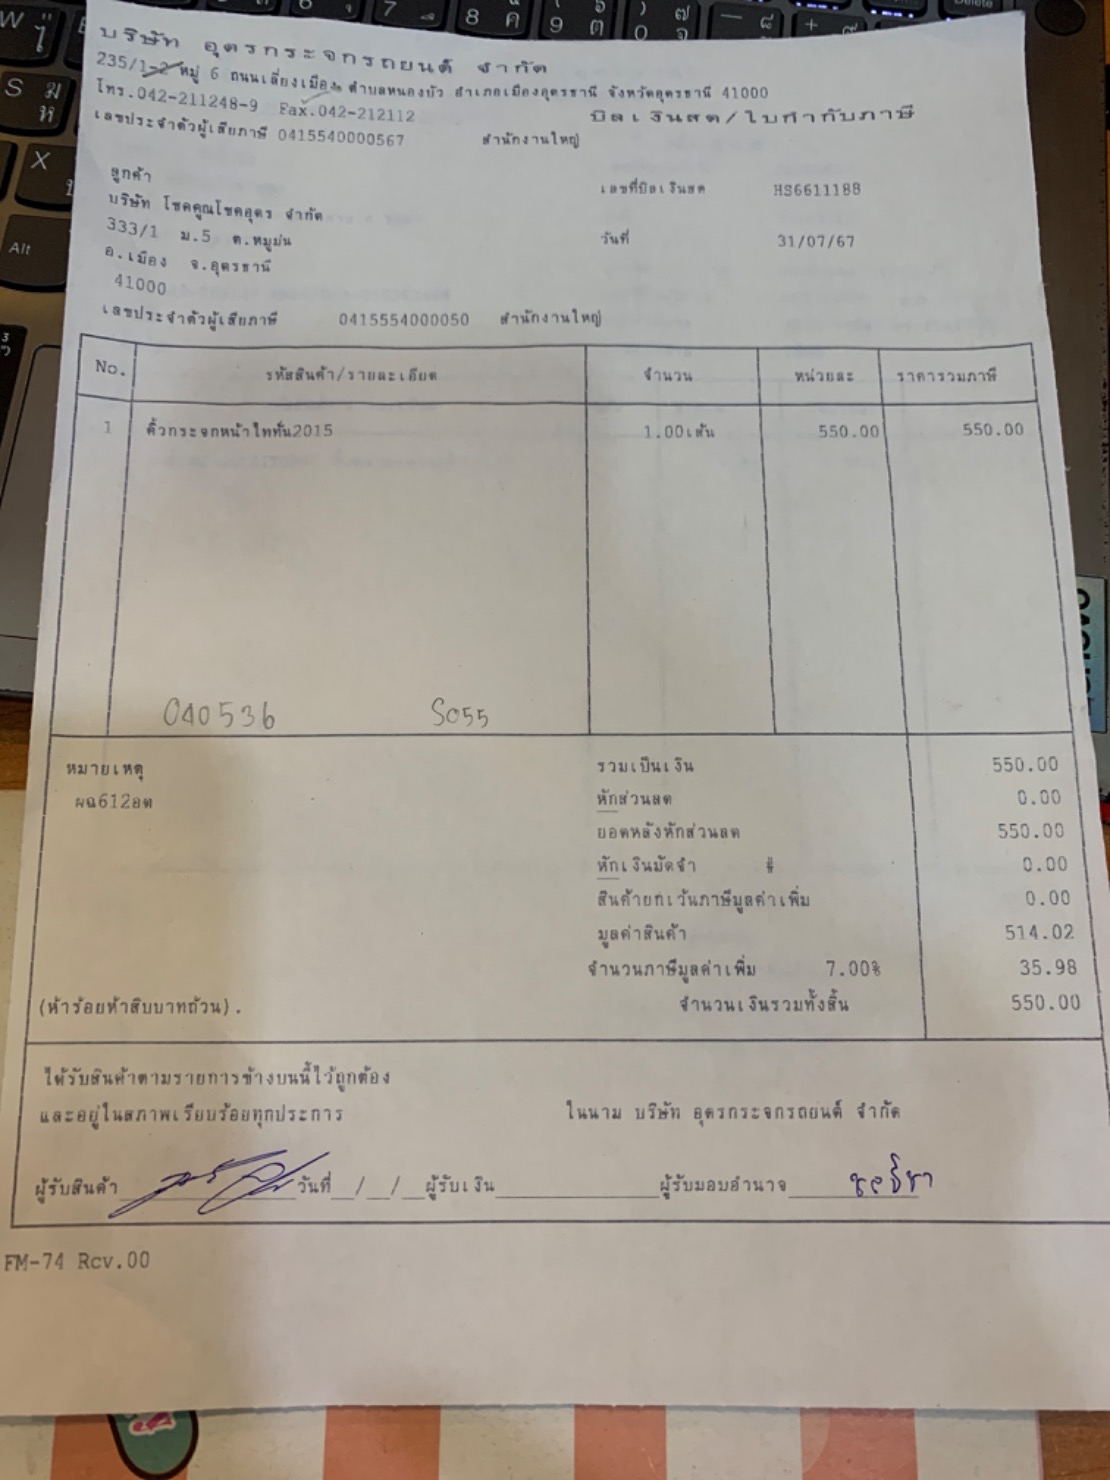 บริษัท อุดรกระจกรถยนต์ จำกัด
235/1-2 หมู่ 6 ถนนเลี่ยงเมือง ตำบลหนองบัว อำเภอเมืองอุดรธานี จังหวัดอุดรธานี 41000
โทร.042-211248-9 Fax.042-212112
บิลเงินสด/ใบกำกับภาษี
เลขประจำตัวผู้เสียภาษี 0415540000567 สำนักงานใหญ่
ลูกค้า
เลขที่บิลเงินสด HS6611188
บริษัท โชคคูณโชคอุดร จำกัด
333/1 ม.5 ต.หมูม่น
วันที่ 31/07/67
อ.เมือง จ.อุดรธานี
41000
เลขประจำตัวผู้เสียภาษี 0415554000050 สำนักงานใหญ่
No. รหัสสินค้า/รายละเอียด จำนวน หน่วยละ ราคารวมภาษี
1 คิ้วกระจกหน้าไททั่น2015 1.00เส้น 550.00 550.00
040536 S055
หมายเหตุ รวมเป็นเงิน 550.00
ผฉ612อด หักส่วนลด 0.00
ยอดหลังหักส่วนลด 550.00
หักเงินมัดจำ # 0.00
สินค้ายกเว้นภาษีมูลค่าเพิ่ม 0.00
มูลค่าสินค้า 514.02
จำนวนภาษีมูลค่าเพิ่ม 7.00% 35.98
(ห้าร้อยห้าสิบบาทถ้วน). จำนวนเงินรวมทั้งสิ้น 550.00
ได้รับสินค้าตามรายการข้างบนนี้ไว้ถูกต้อง
และอยู่ในสภาพเรียบร้อยทุกประการ ในนาม บริษัท อุดรกระจกรถยนต์ จำกัด
ผู้รับสินค้า วันที่__/__/__ผู้รับเงิน ผู้รับมอบอำนาจ
FM-74 Rev.00